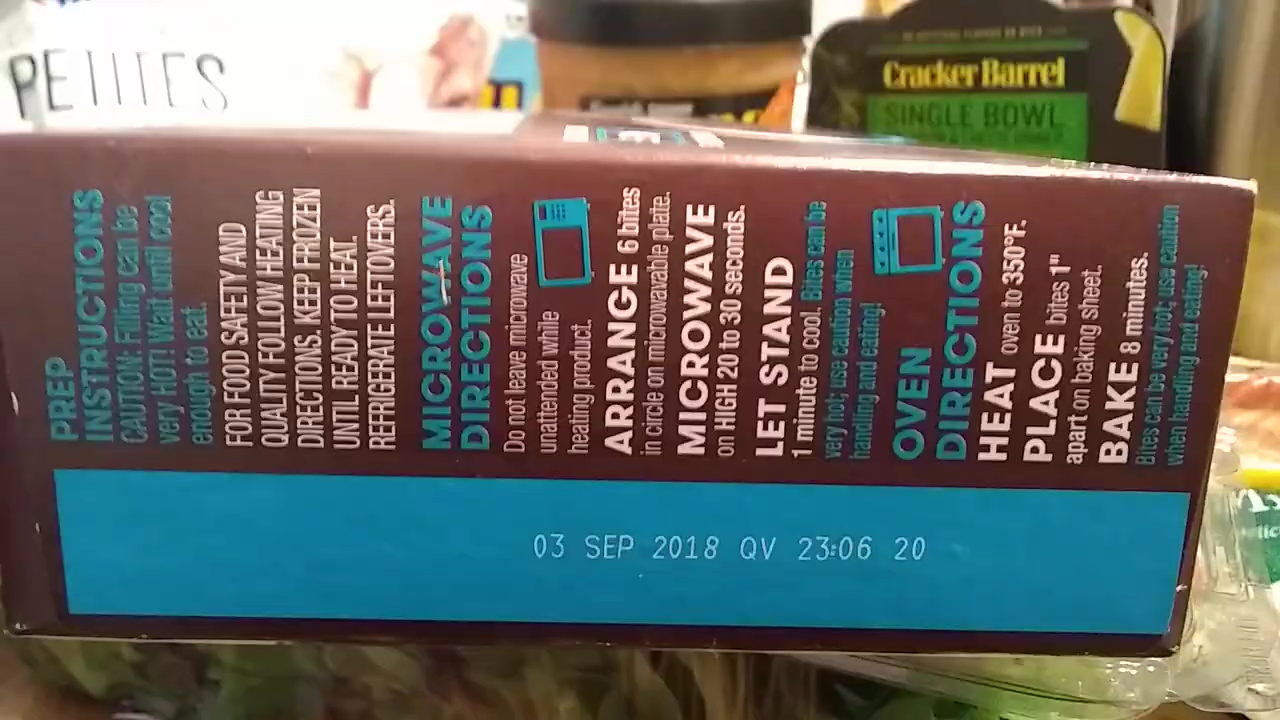 PETITES
Cracker Barrel
SINGLE BOWL
PREP
INSTRUCTIONS
CAUTION: Filling can be
very HOT! Wait until cool
enough to eat.
FOR FOOD SAFETY AND
QUALITY FOLLOW HEATING
DIRECTIONS. KEEP FROZEN
UNTIL READY TO HEAT.
REFRIGERATE LEFTOVERS.
MICROWAVE
DIRECTIONS
Do not leave microwave
unattended while
heating product.
ARRANGE 6 bites
in circle on microwavable plate.
MICROWAVE
on HIGH 20 to 30 seconds.
LET STAND
1 minute to cool. Bites can be
very hot; use caution when
handling and eating!
OVEN
DIRECTIONS
HEAT oven to 350°F.
PLACE bites 1"
apart on baking sheet.
BAKE 8 minutes.
Bites can be very hot; use caution
when handling and eating!
03 SEP 2018 QV 23:06 20